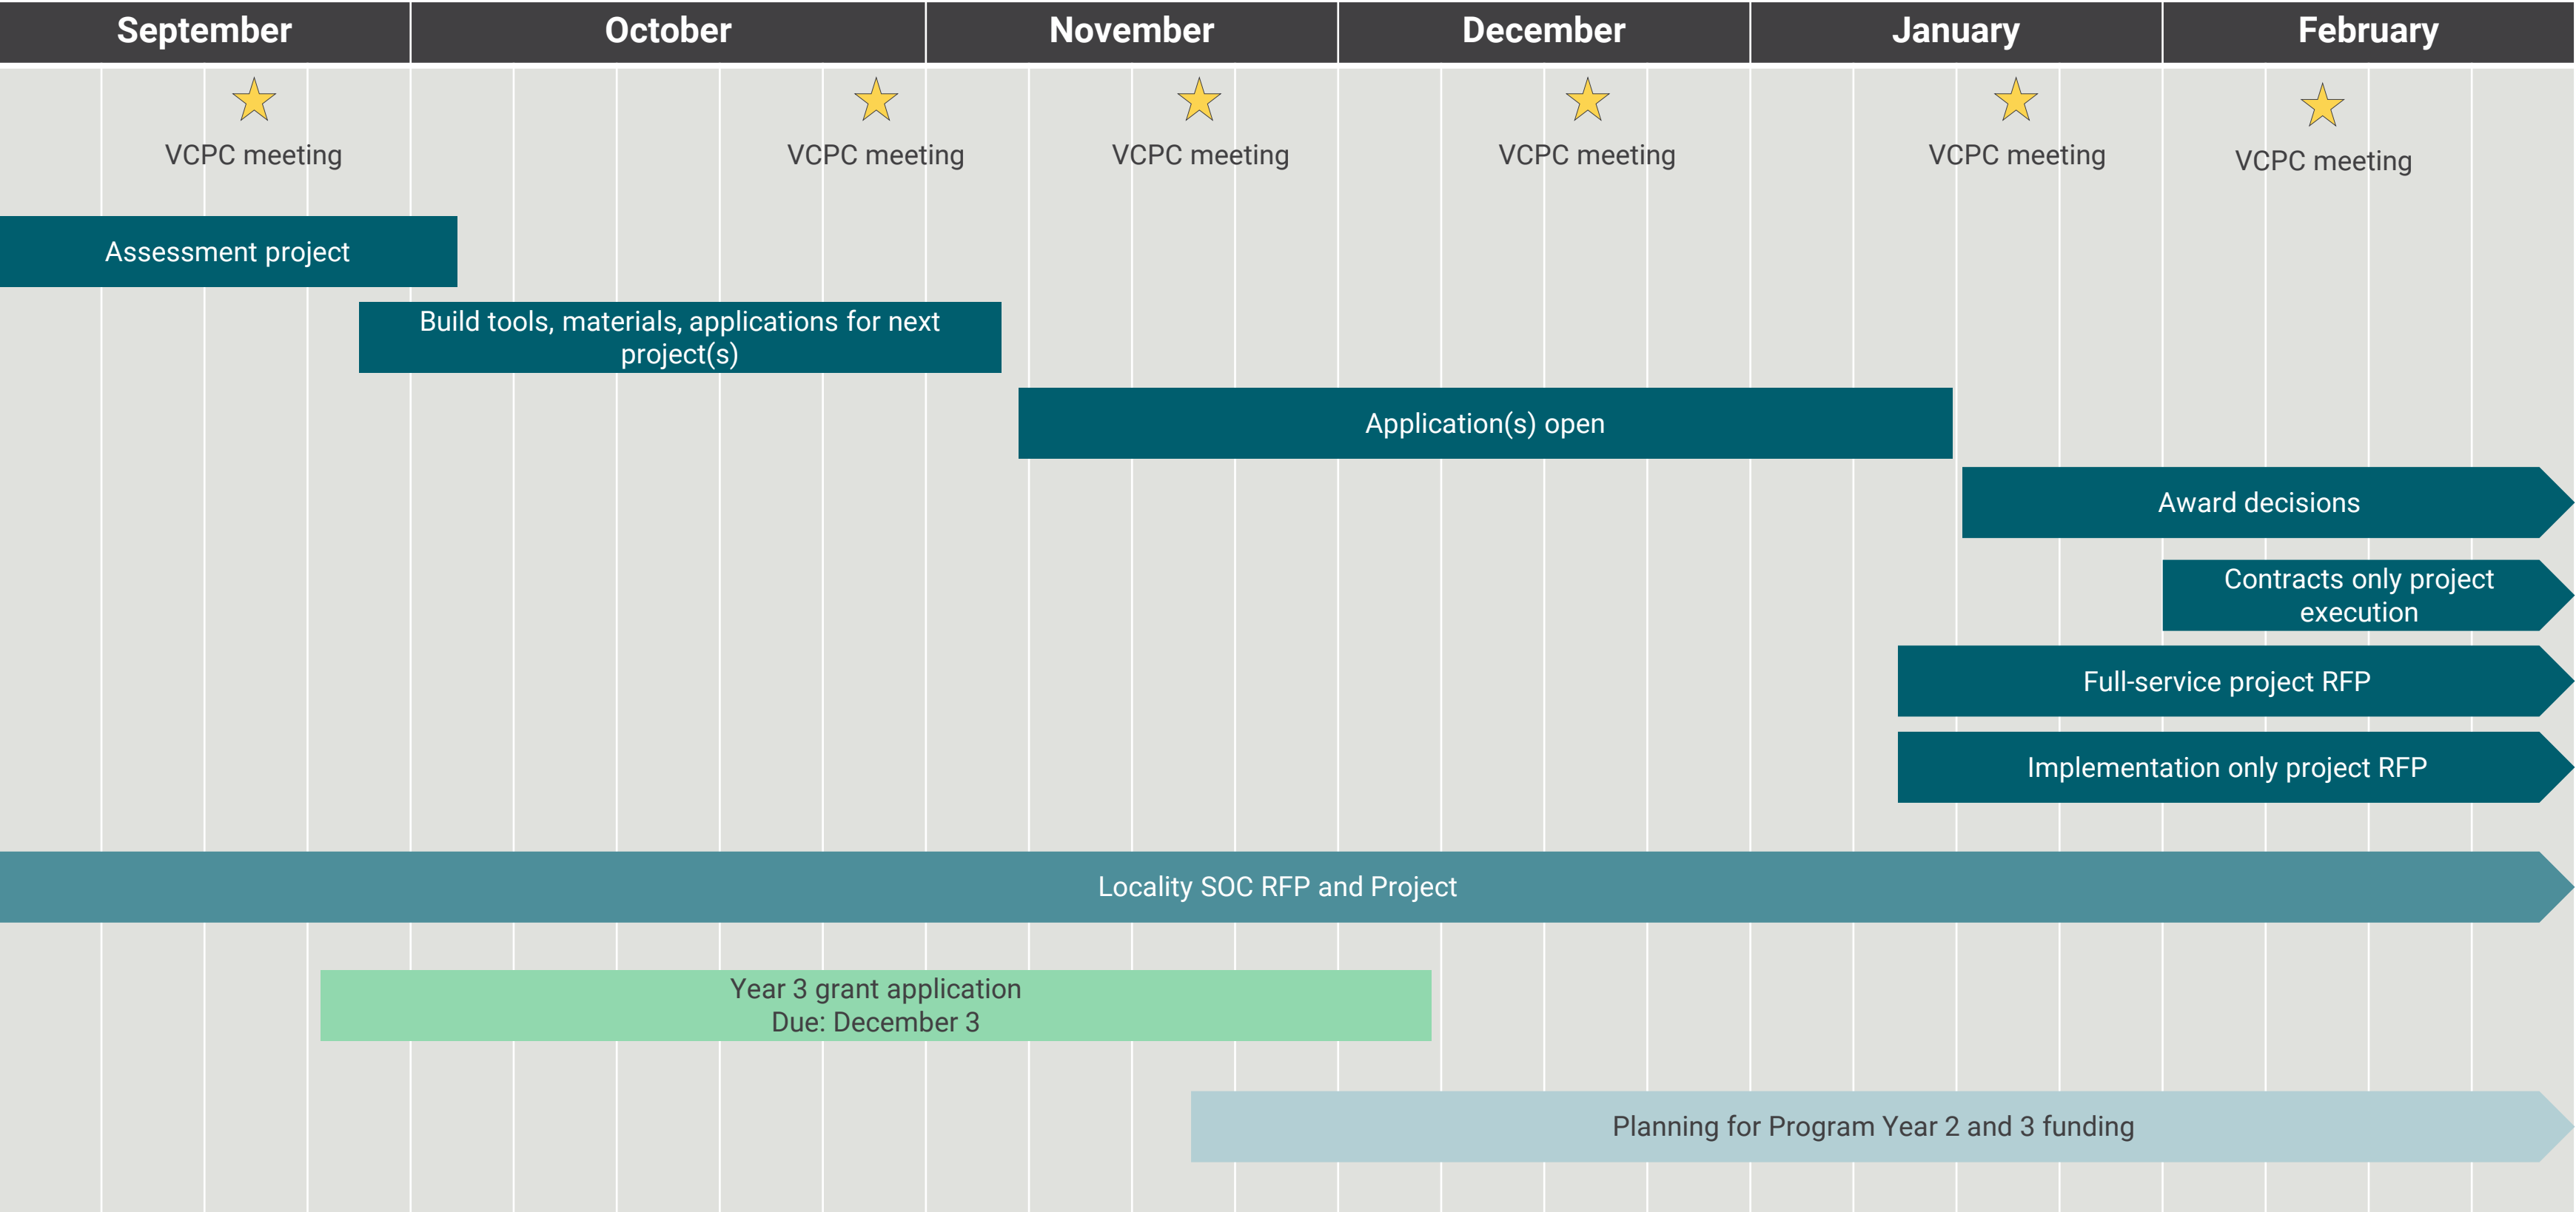 September
October
November
December
January
February
VCPC meeting
VCPC meeting
VCPC meeting
VCPC meeting
VCPC meeting
VCPC meeting
Assessment project
Build tools, materials, applications for next
project(s)
Application(s) open
Award decisions
Contracts only project
execution
Full-service project RFP
Implementation only project RFP
Locality SOC RFP and Project
Year 3 grant application
Due: December 3
Planning for Program Year 2 and 3 funding